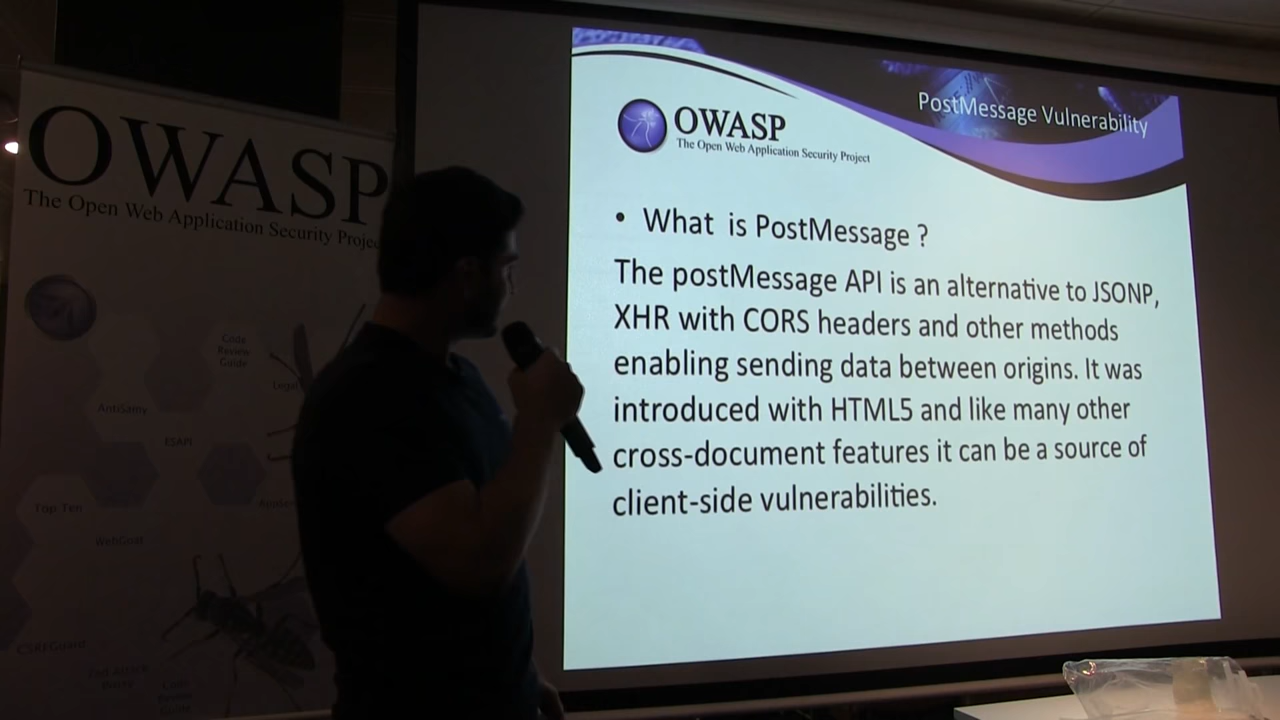 OWASP
The Open Web Application Security Projec
Code
Review
Guide
Legal
AntiSamy
ESAPI
Top Ten
WebGoat
CSRFGuard
PostMessage Vulnerability
OWASP
The Open Web Application Security Project
• What is PostMessage ?
The postMessage API is an alternative to JSONP,
XHR with CORS headers and other methods
enabling sending data between origins. It was
introduced with HTML5 and like many other
cross-document features it can be a source of
client-side vulnerabilities.